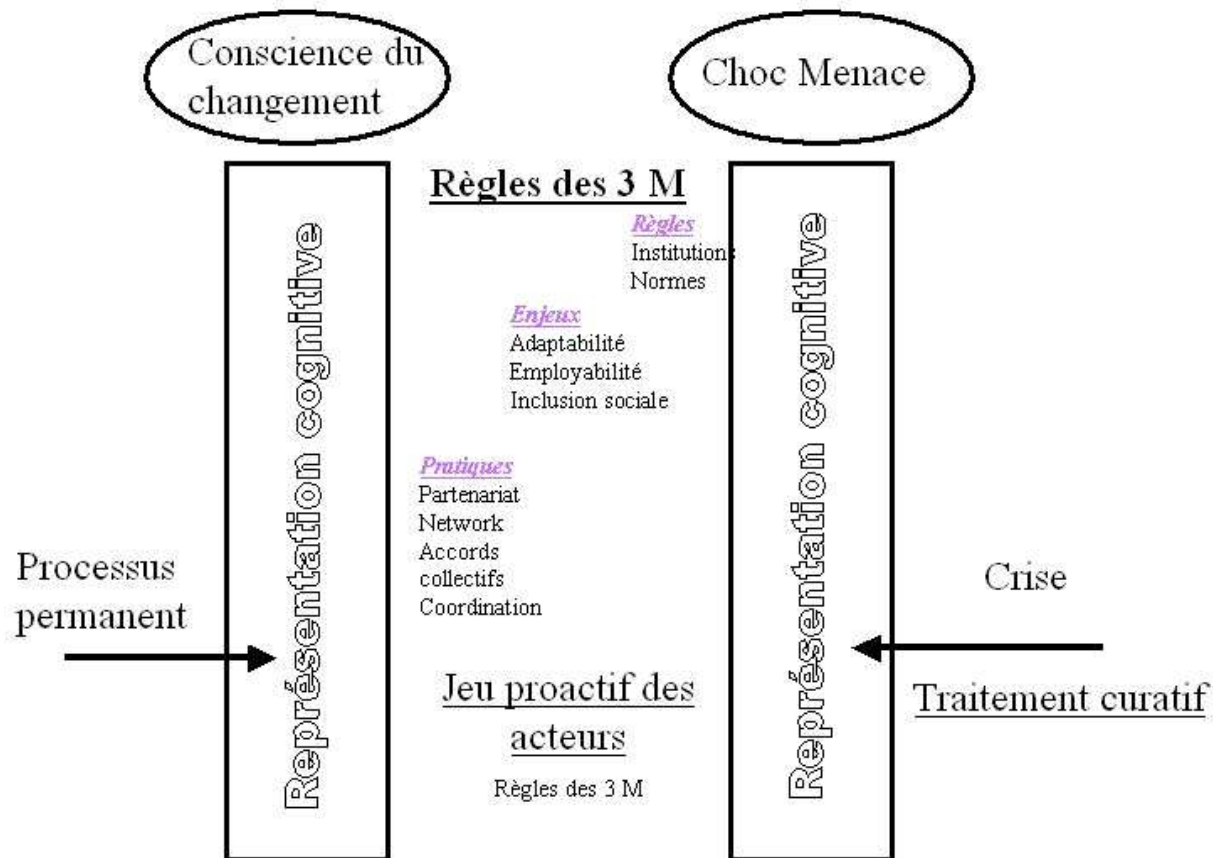 Conscience du
changement
Choc Menace
Règles des 3 M
Règles
Institutions
Normes
Enjeux
Adaptabilité
Employabilité
Inclusion sociale
Pratiques
Partenariat
Network
Accords
collectifs
Coordination
Représentation cognitive
Représentation cognitive
Processus
permanent
Crise
Traitement curatif
Jeu proactif des
acteurs
Règles des 3 M